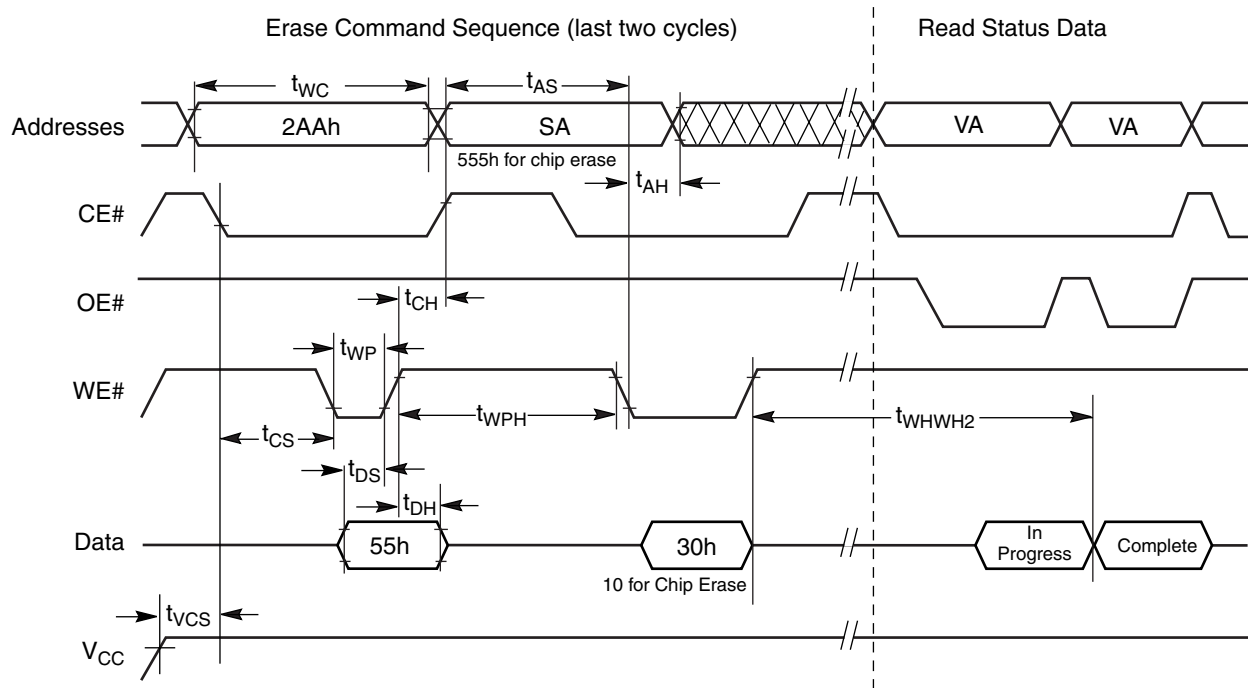 Erase Command Sequence (last two cycles) Read Status Data
tWC tAS
Addresses 2AAh SA VA VA
555h for chip erase
tAH
CE#
OE# tCH
tWP
WE#
tWPH tWHWH2
tCS
tDS
tDH
Data 55h 30h In Progress Complete
10 for Chip Erase
tVCS
VCC